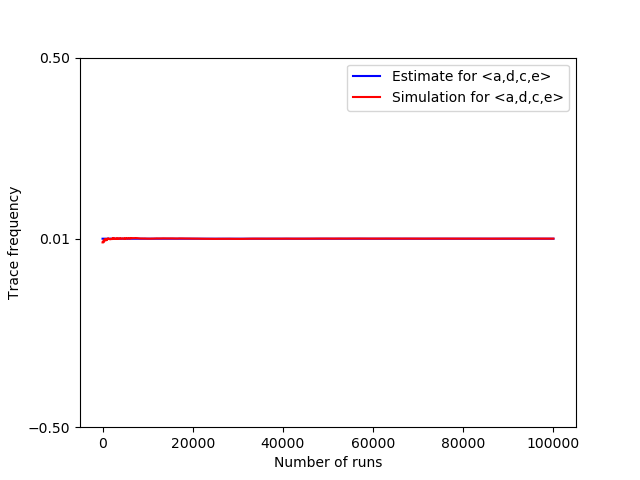 0.50
Estimate for <a,d,c,e>
Simulation for <a,d,c,e>
Trace frequency
0.01
−0.50
0 20000 40000 60000 80000 100000
Number of runs